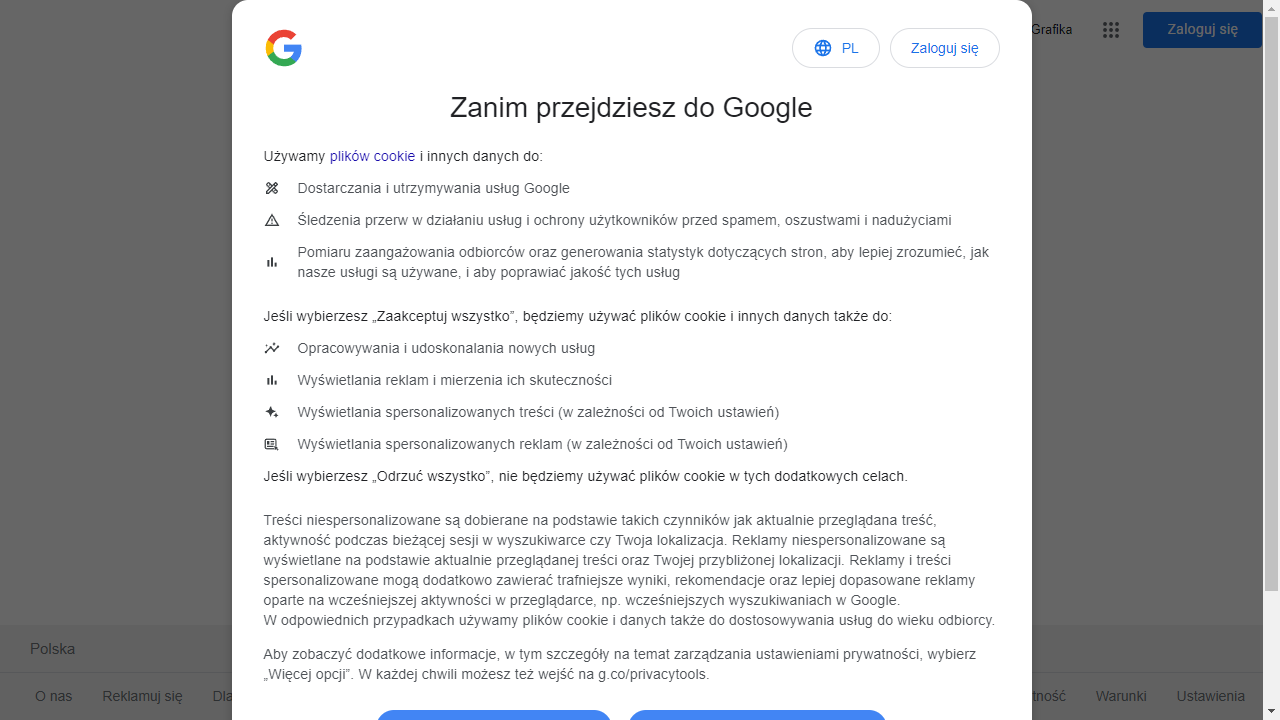 Grafika
Zaloguj się
PL
Zaloguj się
Zanim przejdziesz do Google
Używamy plików cookie i innych danych do:
Dostarczania i utrzymywania usług Google
Śledzenia przerw w działaniu usług i ochrony użytkowników przed spamem, oszustwami i nadużyciami
Pomiaru zaangażowania odbiorców oraz generowania statystyk dotyczących stron, aby lepiej zrozumieć, jak
nasze usługi są używane, i aby poprawiać jakość tych usług
Jeśli wybierzesz „Zaakceptuj wszystko”, będziemy używać plików cookie i innych danych także do:
Opracowywania i udoskonalania nowych usług
Wyświetlania reklam i mierzenia ich skuteczności
Wyświetlania spersonalizowanych treści (w zależności od Twoich ustawień)
Wyświetlania spersonalizowanych reklam (w zależności od Twoich ustawień)
Jeśli wybierzesz „Odrzuć wszystko”, nie będziemy używać plików cookie w tych dodatkowych celach.
Treści niespersonalizowane są dobierane na podstawie takich czynników jak aktualnie przeglądana treść,
aktywność podczas bieżącej sesji w wyszukiwarce czy Twoja lokalizacja. Reklamy niespersonalizowane są
wyświetlane na podstawie aktualnie przeglądanej treści oraz Twojej przybliżonej lokalizacji. Reklamy i treści
spersonalizowane mogą dodatkowo zawierać trafniejsze wyniki, rekomendacje oraz lepiej dopasowane reklamy
oparte na wcześniejszej aktywności w przeglądarce, np. wcześniejszych wyszukiwaniach w Google.
W odpowiednich przypadkach używamy plików cookie i danych także do dostosowywania usług do wieku odbiorcy.
Aby zobaczyć dodatkowe informacje, w tym szczegóły na temat zarządzania ustawieniami prywatności, wybierz
„Więcej opcji”. W każdej chwili możesz też wejść na g.co/privacytools.
Polska
O nas Reklamuj się Dla tność Warunki Ustawienia